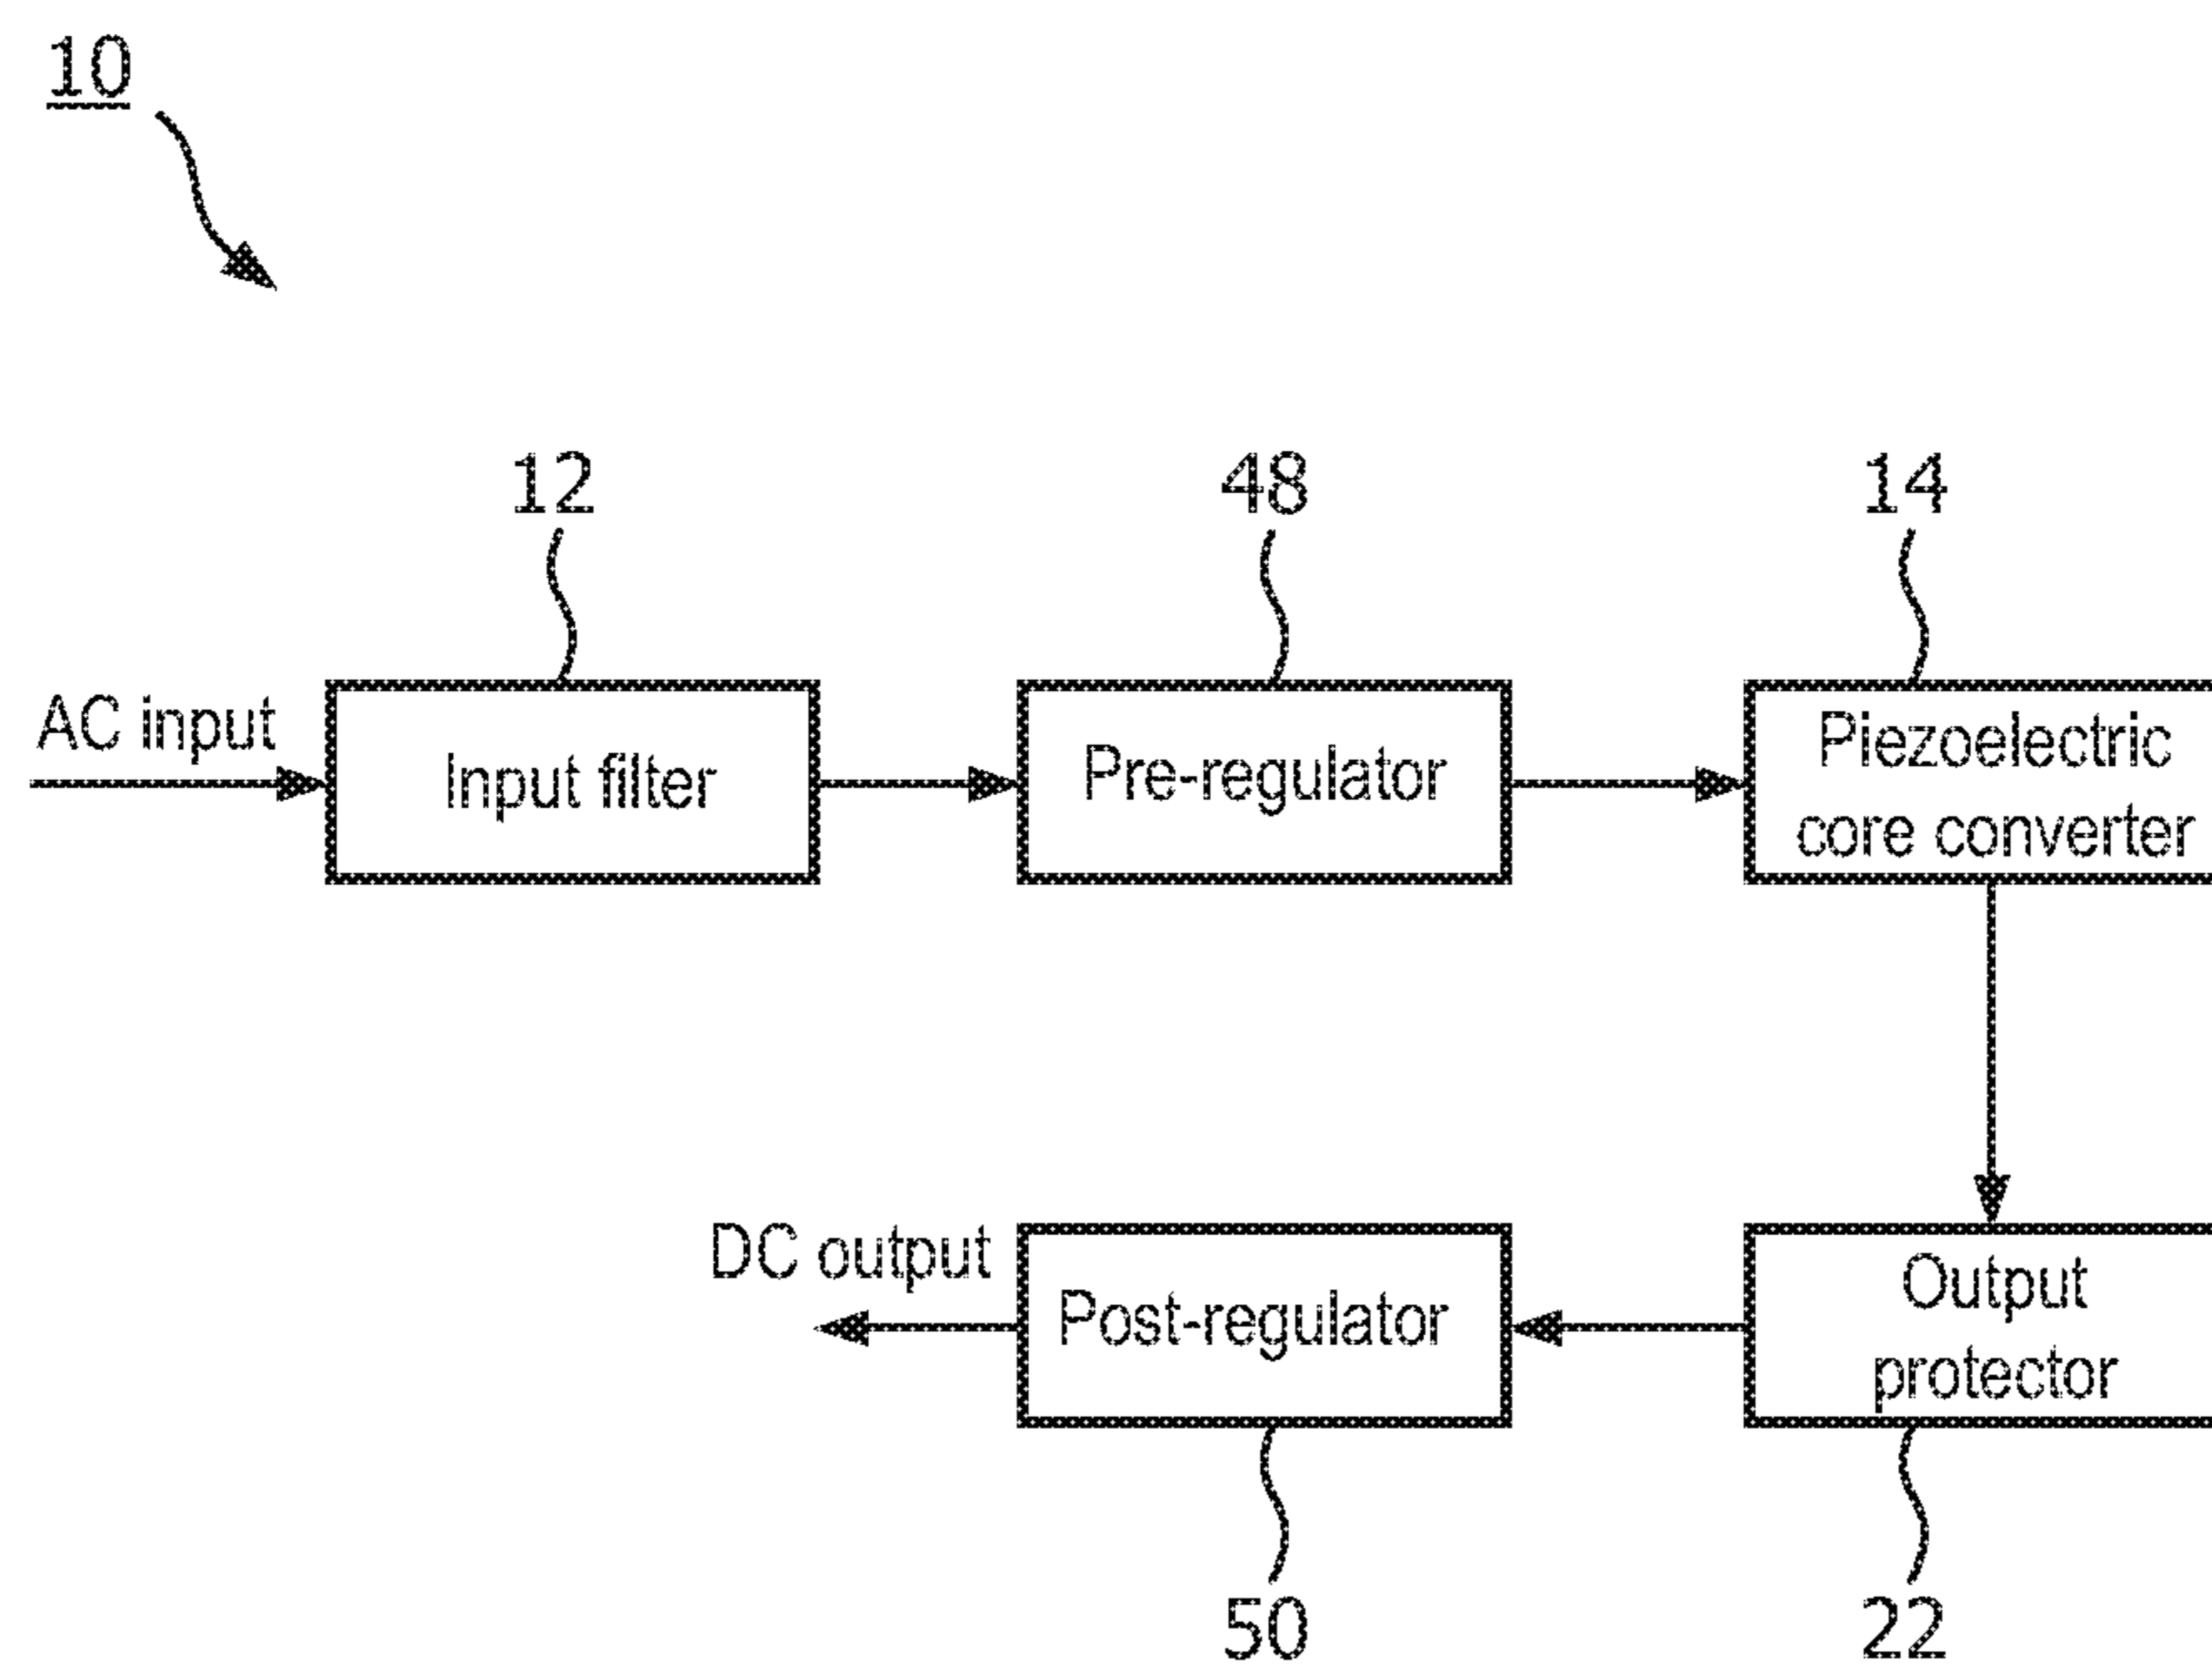 10
12
48
14
AC input
Input filter
Pre-regulator
Piezoelectric
core converter
DC output
Post-regulator
Output
protector
50
22